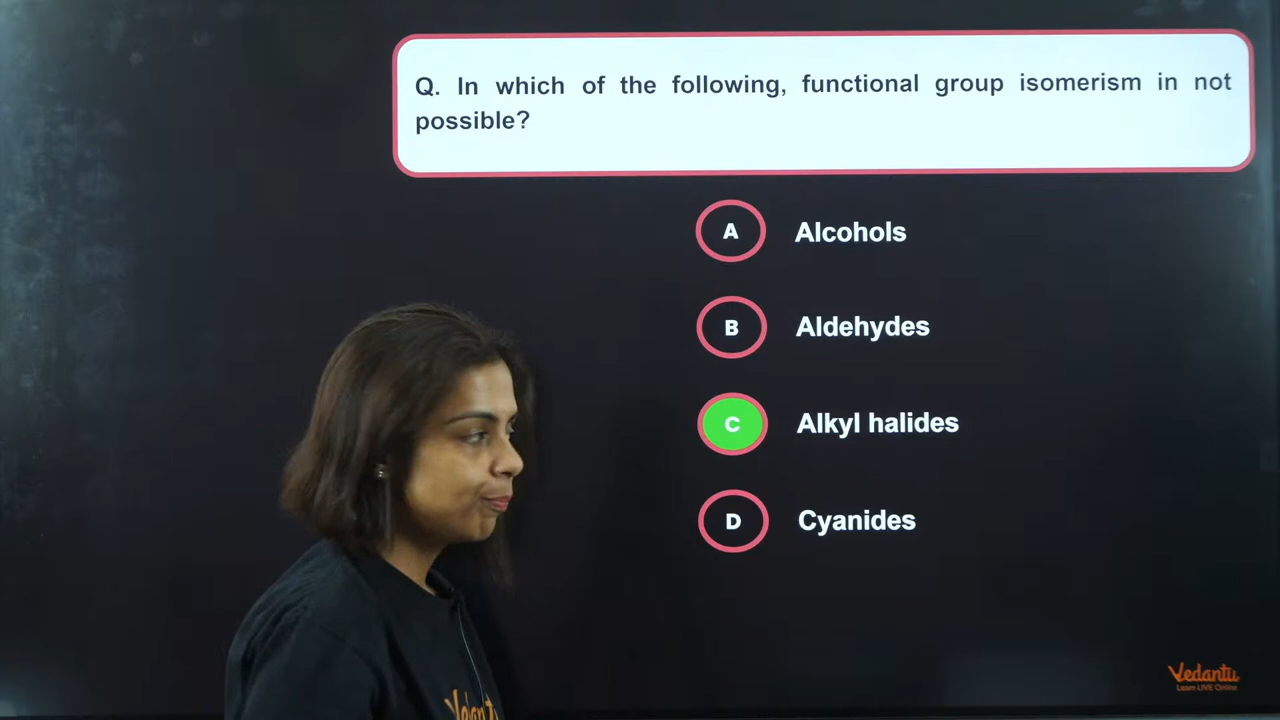 Q. In which of the following, functional group isomerism in not
possible?
A Alcohols
B Aldehydes
C Alkyl halides
D Cyanides
Vedantu
Learn LIVE Online